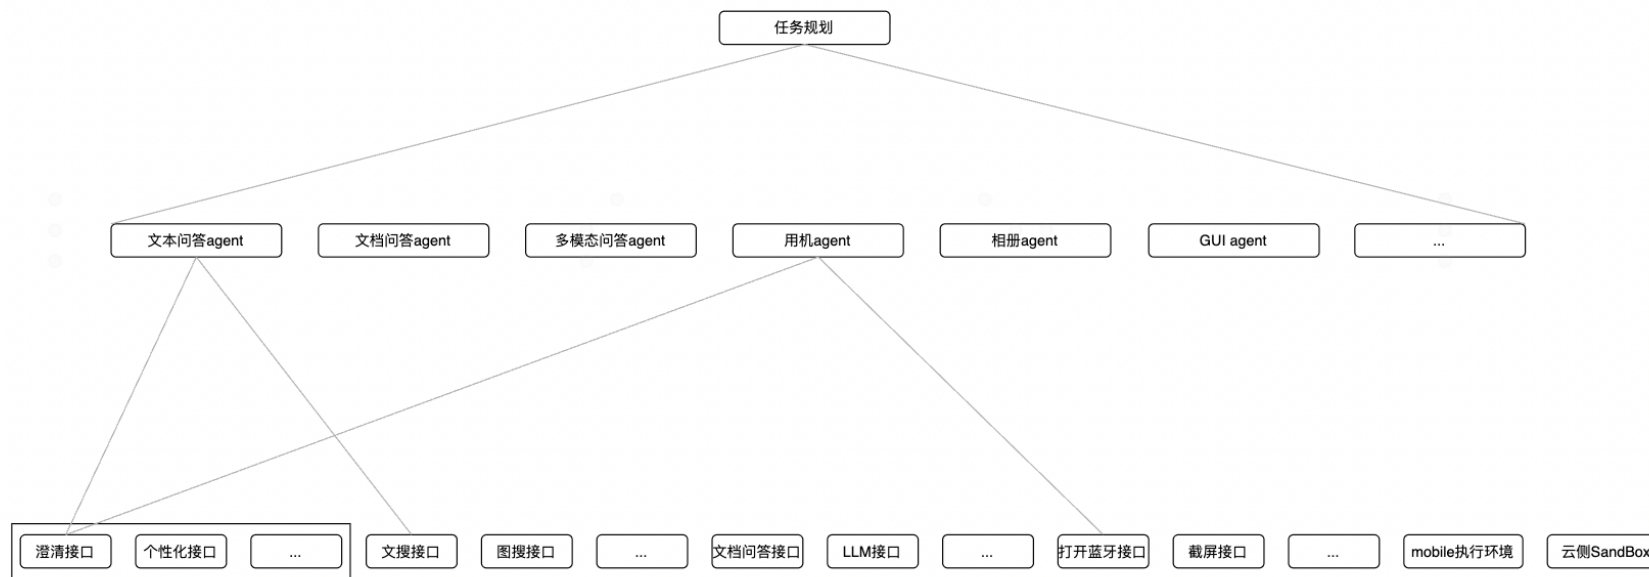 任务规划
文本问答agent
文档问答agent
多模态问答agent
用机agent
相册agent
GUI agent
...
澄清接口
个性化接口
...
文搜接口
图搜接口
...
文档问答接口
LLM接口
...
打开蓝牙接口
截屏接口
...
mobile执行环境
云侧SandBox